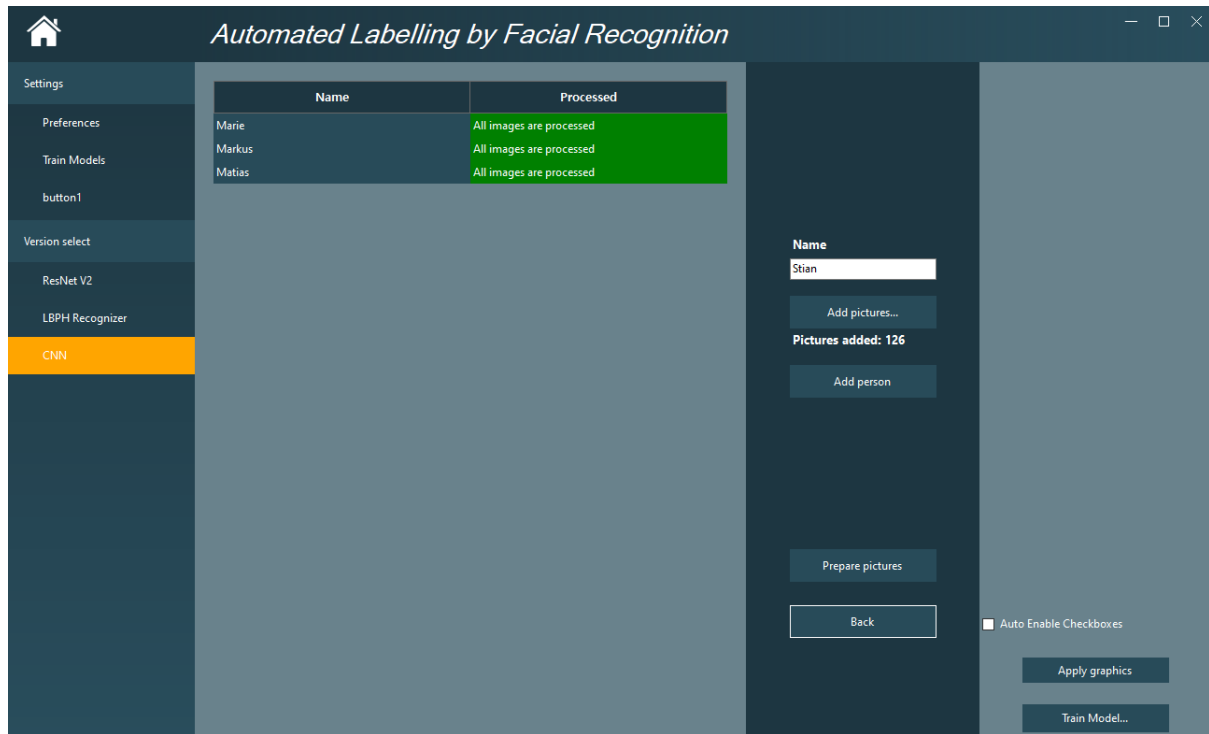 Automated Labelling by Facial Recognition
Settings
Preferences
Train Models
button1
Version select
ResNet V2
LBPH Recognizer
CNN
Name Processed
Marie All images are processed
Markus All images are processed
Matias All images are processed
Name
Stian
Add pictures...
Pictures added: 126
Add person
Prepare pictures
Back
Auto Enable Checkboxes
Apply graphics
Train Model...